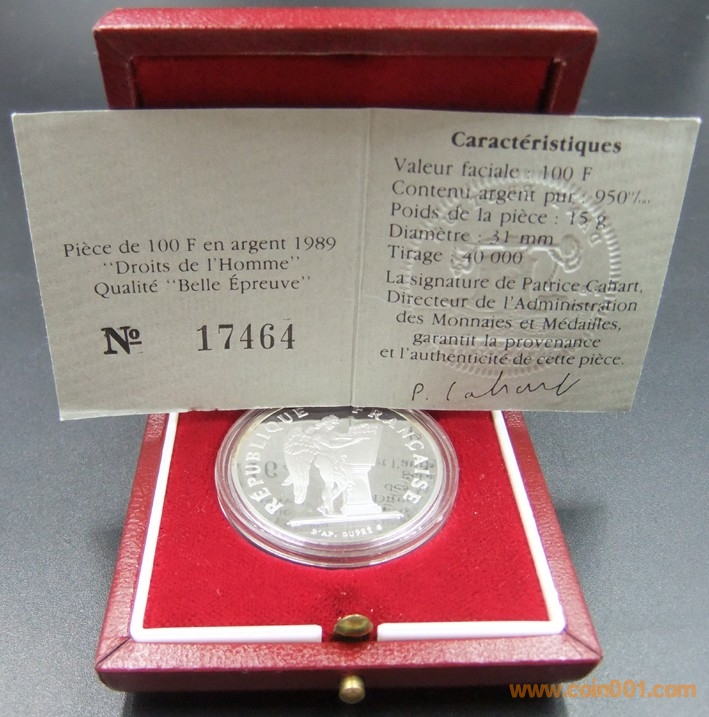 Pièce de 100 F en argent 1989
"Droits de l'Homme"
Qualité "Belle Épreuve"
Nº 17464
Caractéristiques
Valeur faciale : 100 F
Contenu argent pur : 950°/...
Poids de la pièce : 15 g
Diamètre : 31 mm
Tirage : 40 000
La signature de Patrice Cahart,
Directeur de l'Administration
des Monnaies et Médailles,
garantit la provenance
et l'authenticité de cette pièce.
P. Cahart
RÉPUBLIQUE FRANÇAISE
D'AP. DUPRÉ
www.coin001.com